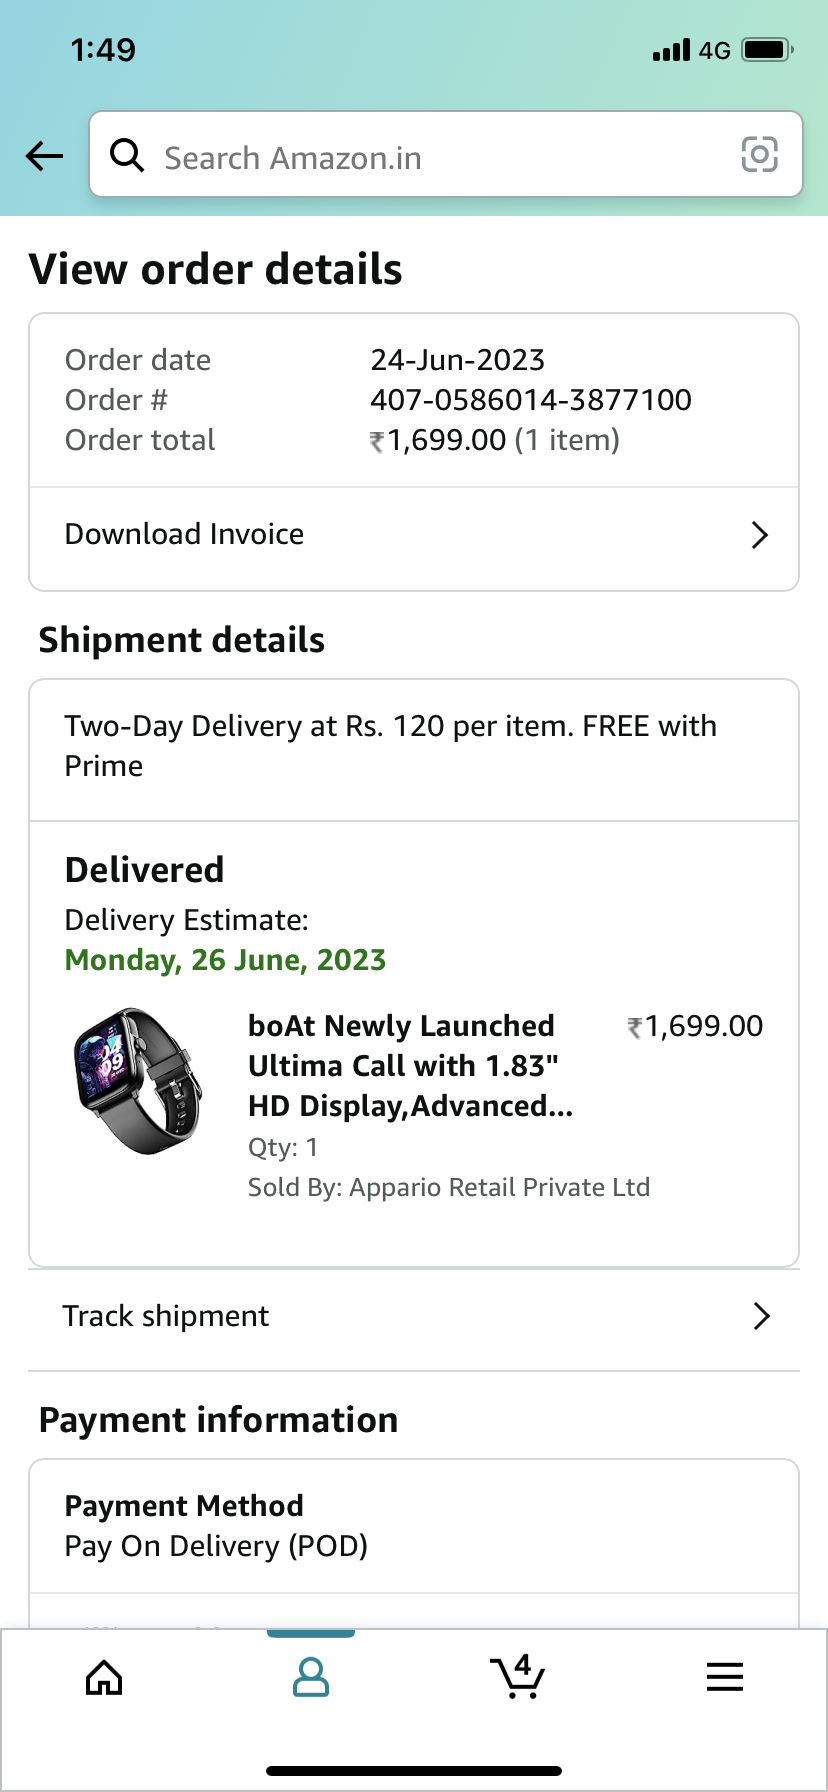 1:49
4G
Search Amazon.in
View order details
Order date 24-Jun-2023
Order # 407-0586014-3877100
Order total ₹1,699.00 (1 item)
Download Invoice
Shipment details
Two-Day Delivery at Rs. 120 per item. FREE with
Prime
Delivered
Delivery Estimate:
Monday, 26 June, 2023
boAt Newly Launched ₹1,699.00
Ultima Call with 1.83"
HD Display,Advanced...
Qty: 1
Sold By: Appario Retail Private Ltd
Track shipment
Payment information
Payment Method
Pay On Delivery (POD)
4